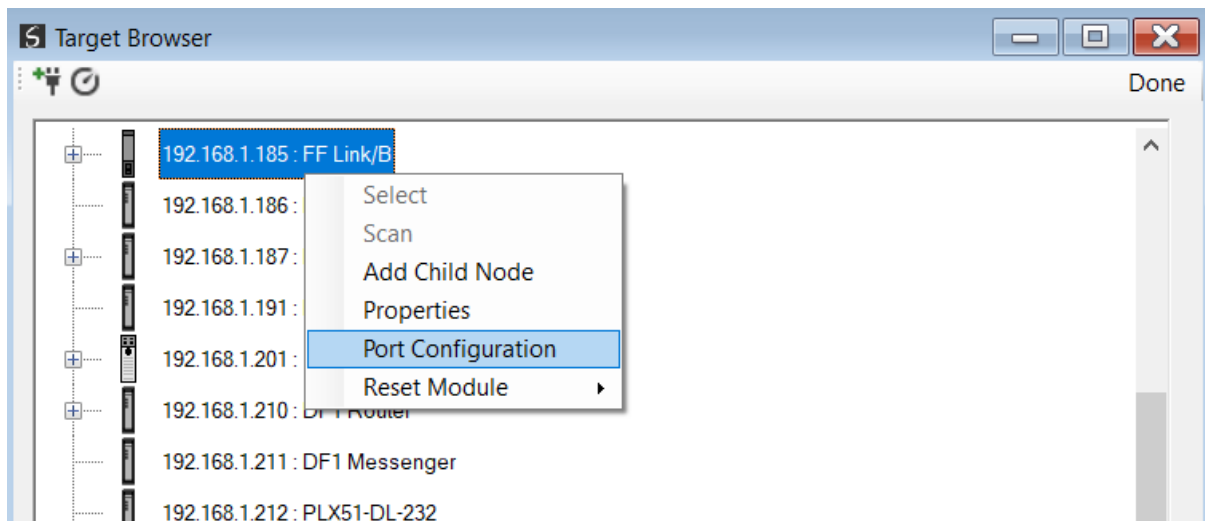 Target Browser
Done
192.168.1.185 : FF Link/B
Select
192.168.1.186 :
Scan
192.168.1.187 :
Add Child Node
192.168.1.191 :
Properties
192.168.1.201 :
Port Configuration
Reset Module
192.168.1.210 : DF1 Router
192.168.1.211 : DF1 Messenger
192.168.1.212 : PLX51-DL-232